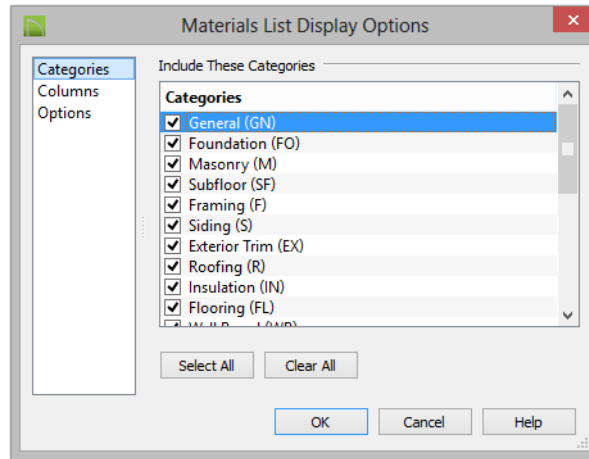 Materials List Display Options
Categories
Columns
Options
Include These Categories
Categories
General (GN)
Foundation (FO)
Masonry (M)
Subfloor (SF)
Framing (F)
Siding (S)
Exterior Trim (EX)
Roofing (R)
Insulation (IN)
Flooring (FL)
Select All
Clear All
OK
Cancel
Help